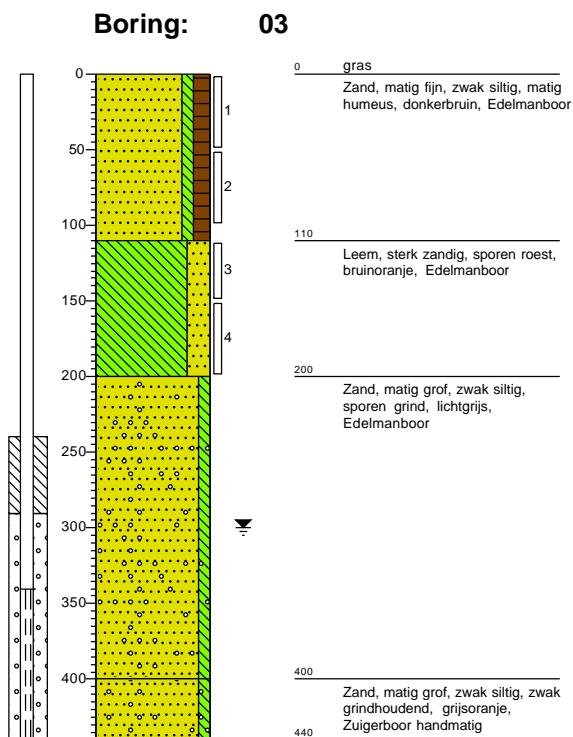 Boring: 03
0
gras
Zand, matig fijn, zwak siltig, matig
humeus, donkerbruin, Edelmanboor
0
50
100
150
200
250
300
350
400
1
2
3
4
110
Leem, sterk zandig, sporen roest,
bruinoranje, Edelmanboor
200
Zand, matig grof, zwak siltig,
sporen grind, lichtgrijs,
Edelmanboor
400
Zand, matig grof, zwak siltig, zwak
grindhoudend, grijsoranje,
Zuigerboor handmatig
440